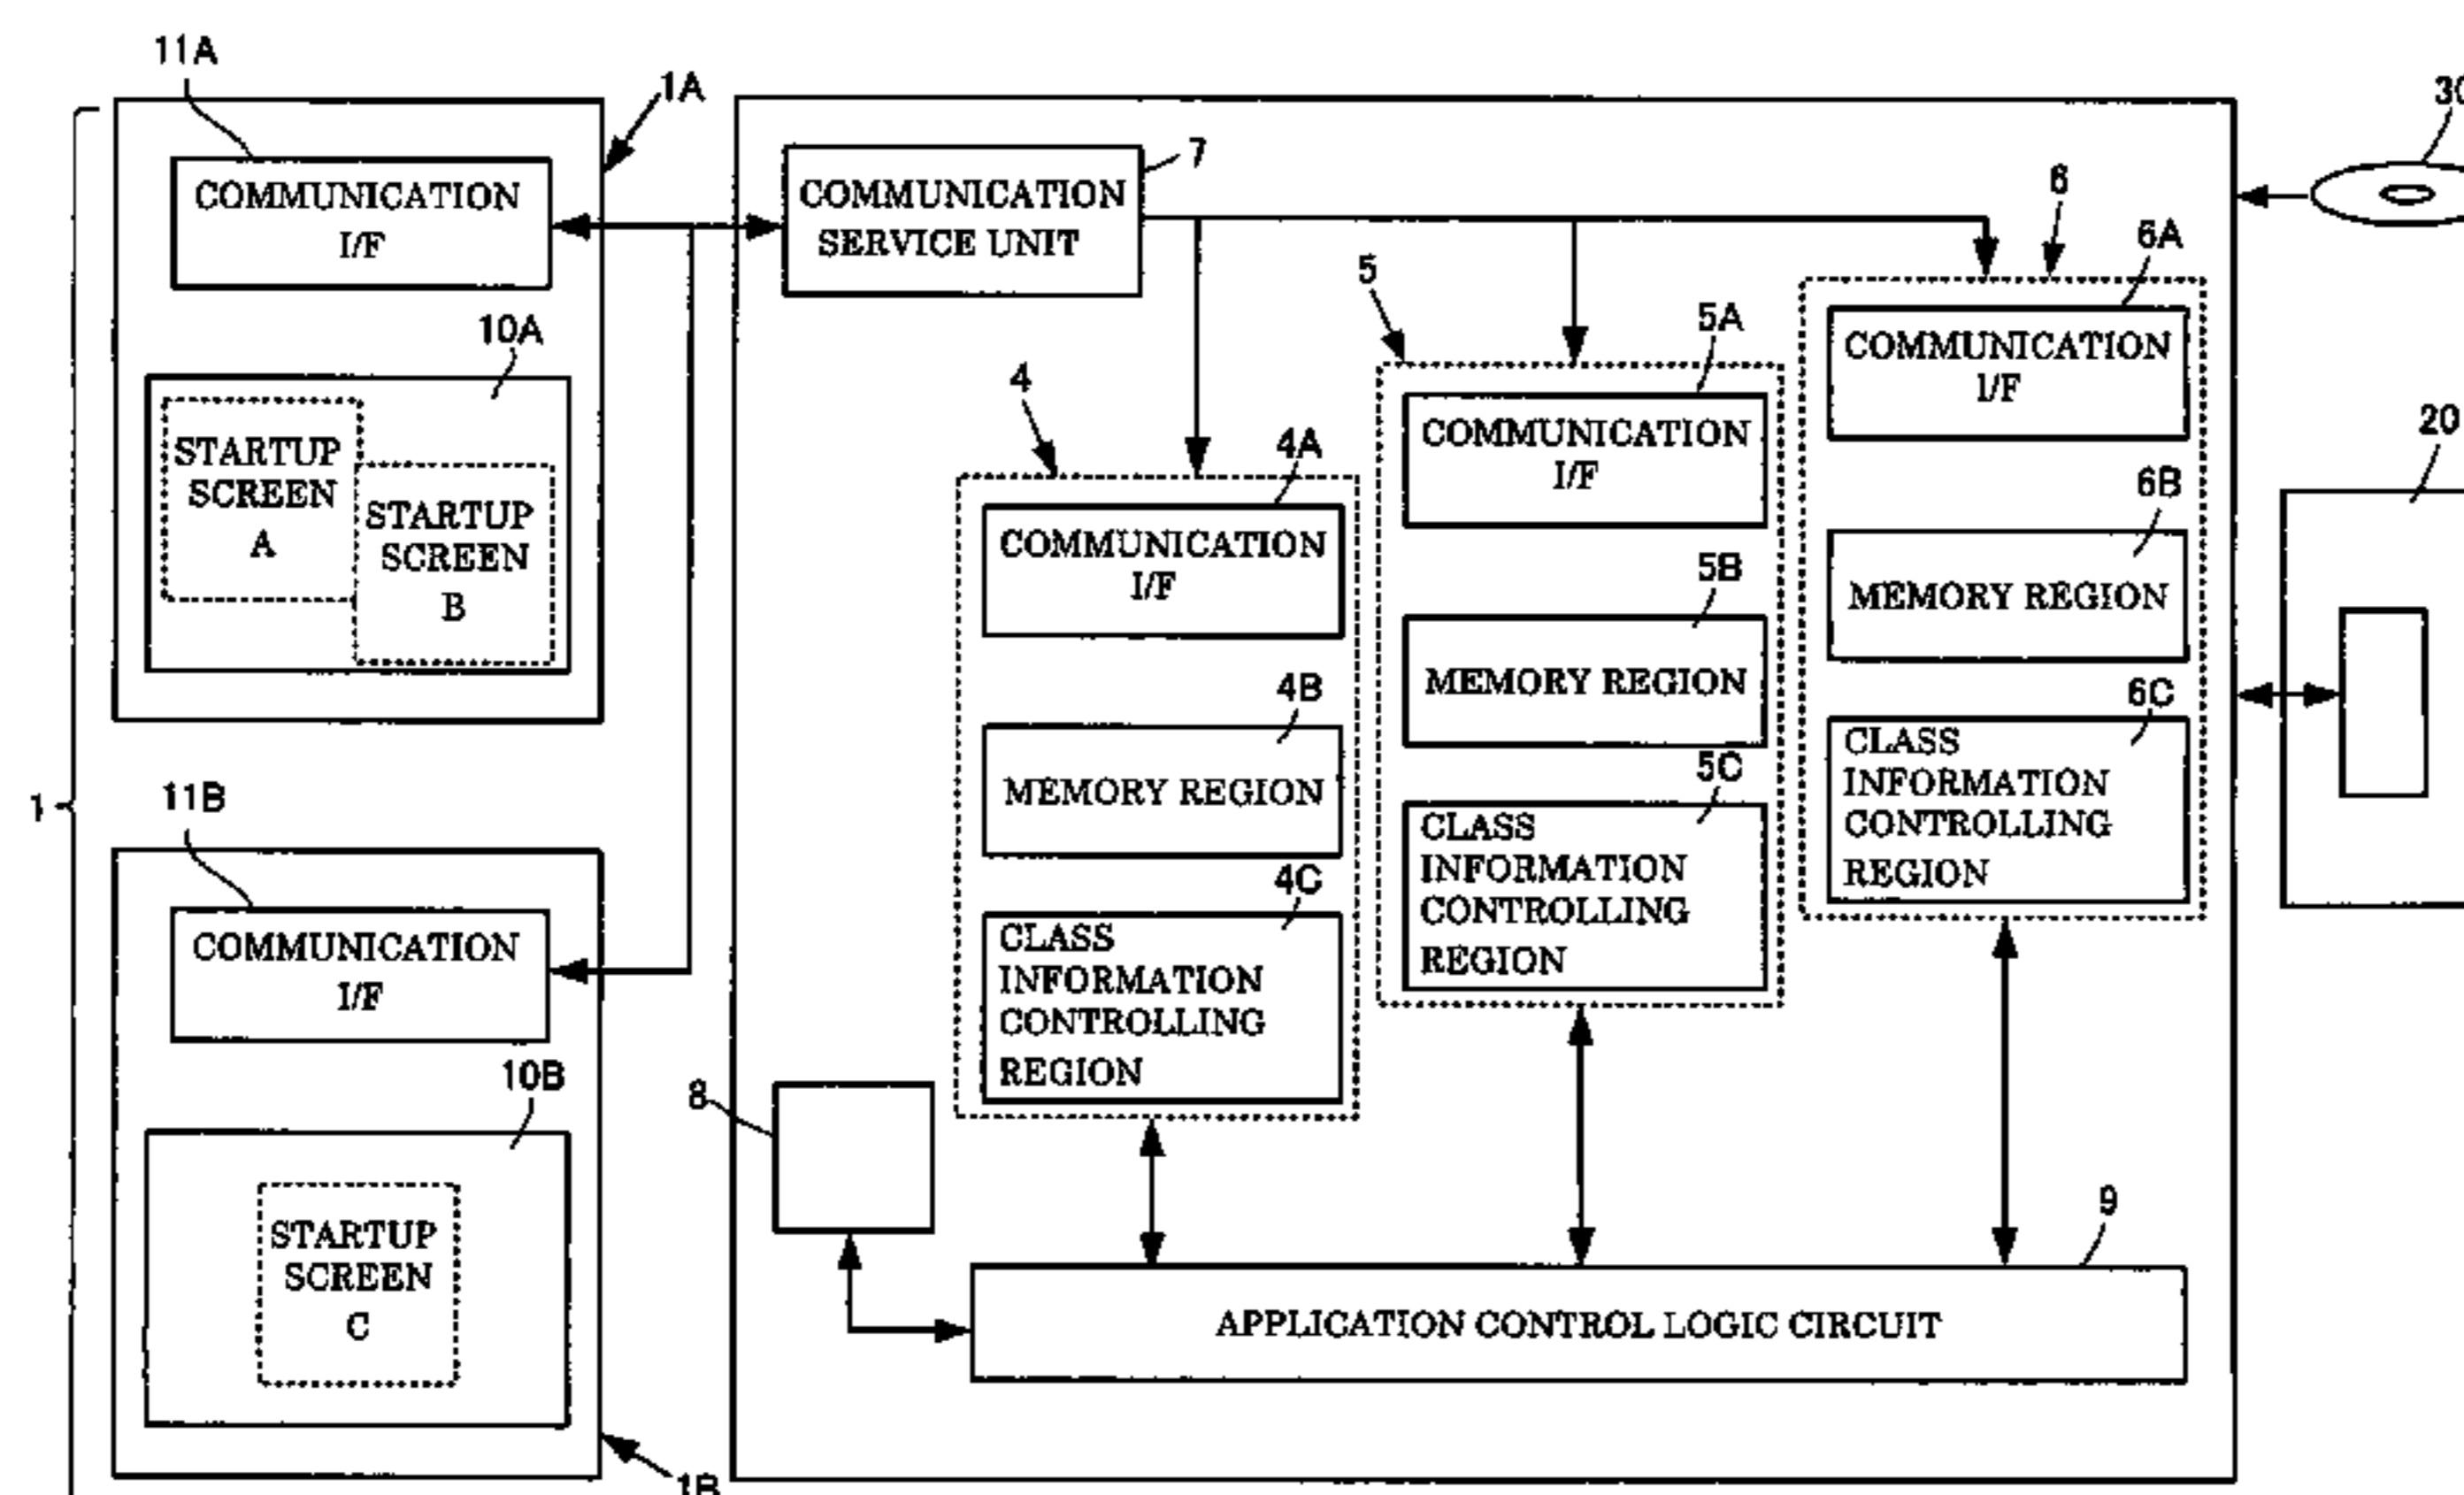 11A
1A
COMMUNICATION
I/F
10A
STARTUP
SCREEN
A
STARTUP
SCREEN
B
1
11B
COMMUNICATION
I/F
10B
STARTUP
SCREEN
C
1B
COMMUNICATION
SERVICE UNIT
7
4
4A
COMMUNICATION
I/F
4B
MEMORY REGION
4C
CLASS
INFORMATION
CONTROLLING
REGION
5
5A
COMMUNICATION
I/F
5B
MEMORY REGION
5C
CLASS
INFORMATION
CONTROLLING
REGION
6
6A
COMMUNICATION
I/F
6B
MEMORY REGION
6C
CLASS
INFORMATION
CONTROLLING
REGION
8
9
APPLICATION CONTROL LOGIC CIRCUIT
30
20